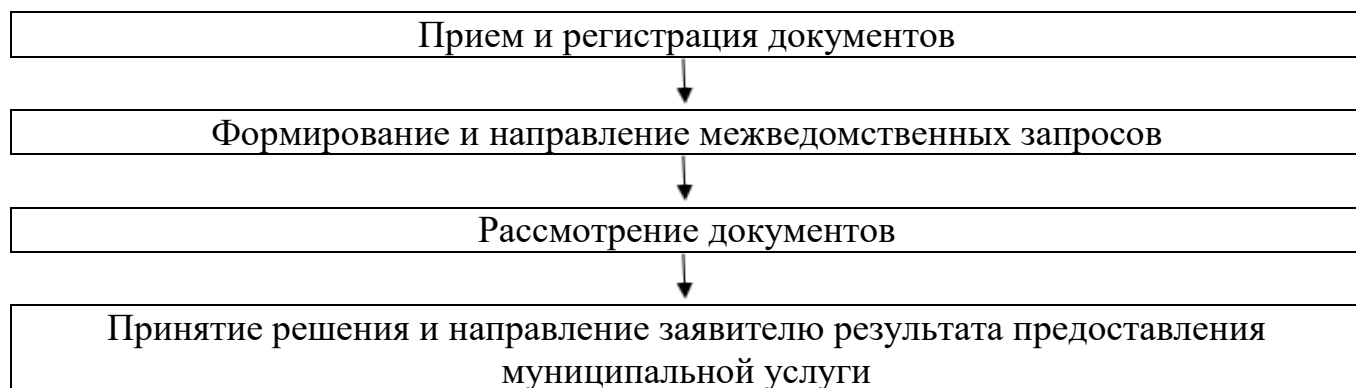 Прием и регистрация документов
Формирование и направление межведомственных запросов
Рассмотрение документов
Принятие решения и направление заявителю результата предоставления
муниципальной услуги